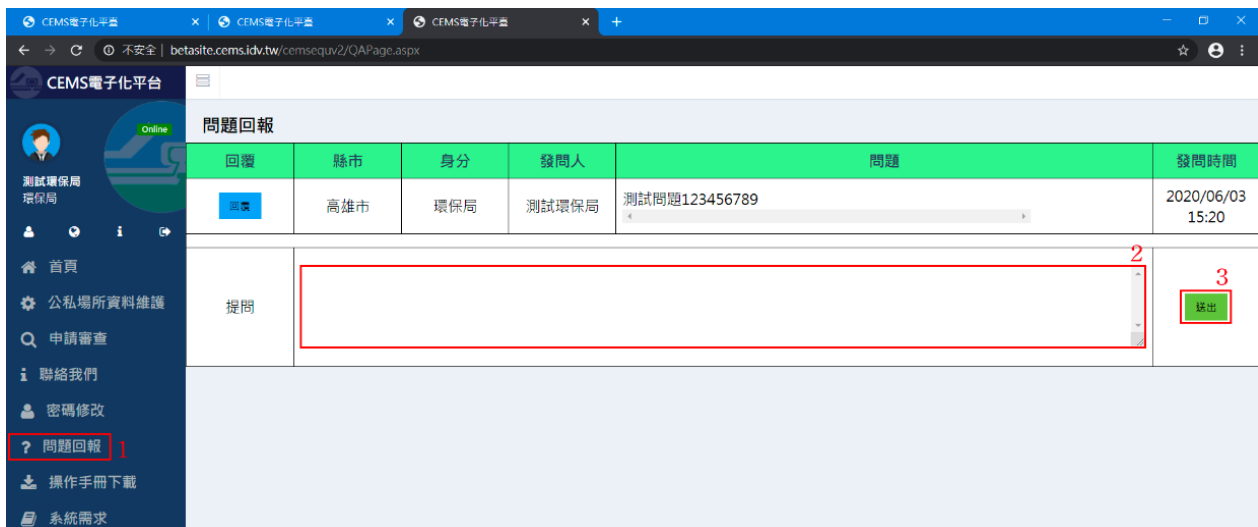 CEMS電子化平臺
CEMS電子化平臺
CEMS電子化平臺
不安全 | betasite.cems.idv.tw/cemsequv2/QAPage.aspx
CEMS電子化平台
Online
測試環保局
環保局
首頁
公私場所資料維護
申請審查
聯絡我們
密碼修改
問題回報 1
操作手冊下載
系統需求
問題回報
回覆 縣市 身分 發問人 問題 發問時間
回覆 高雄市 環保局 測試環保局 測試問題123456789 2020/06/03
15:20
2
提問
3
送出